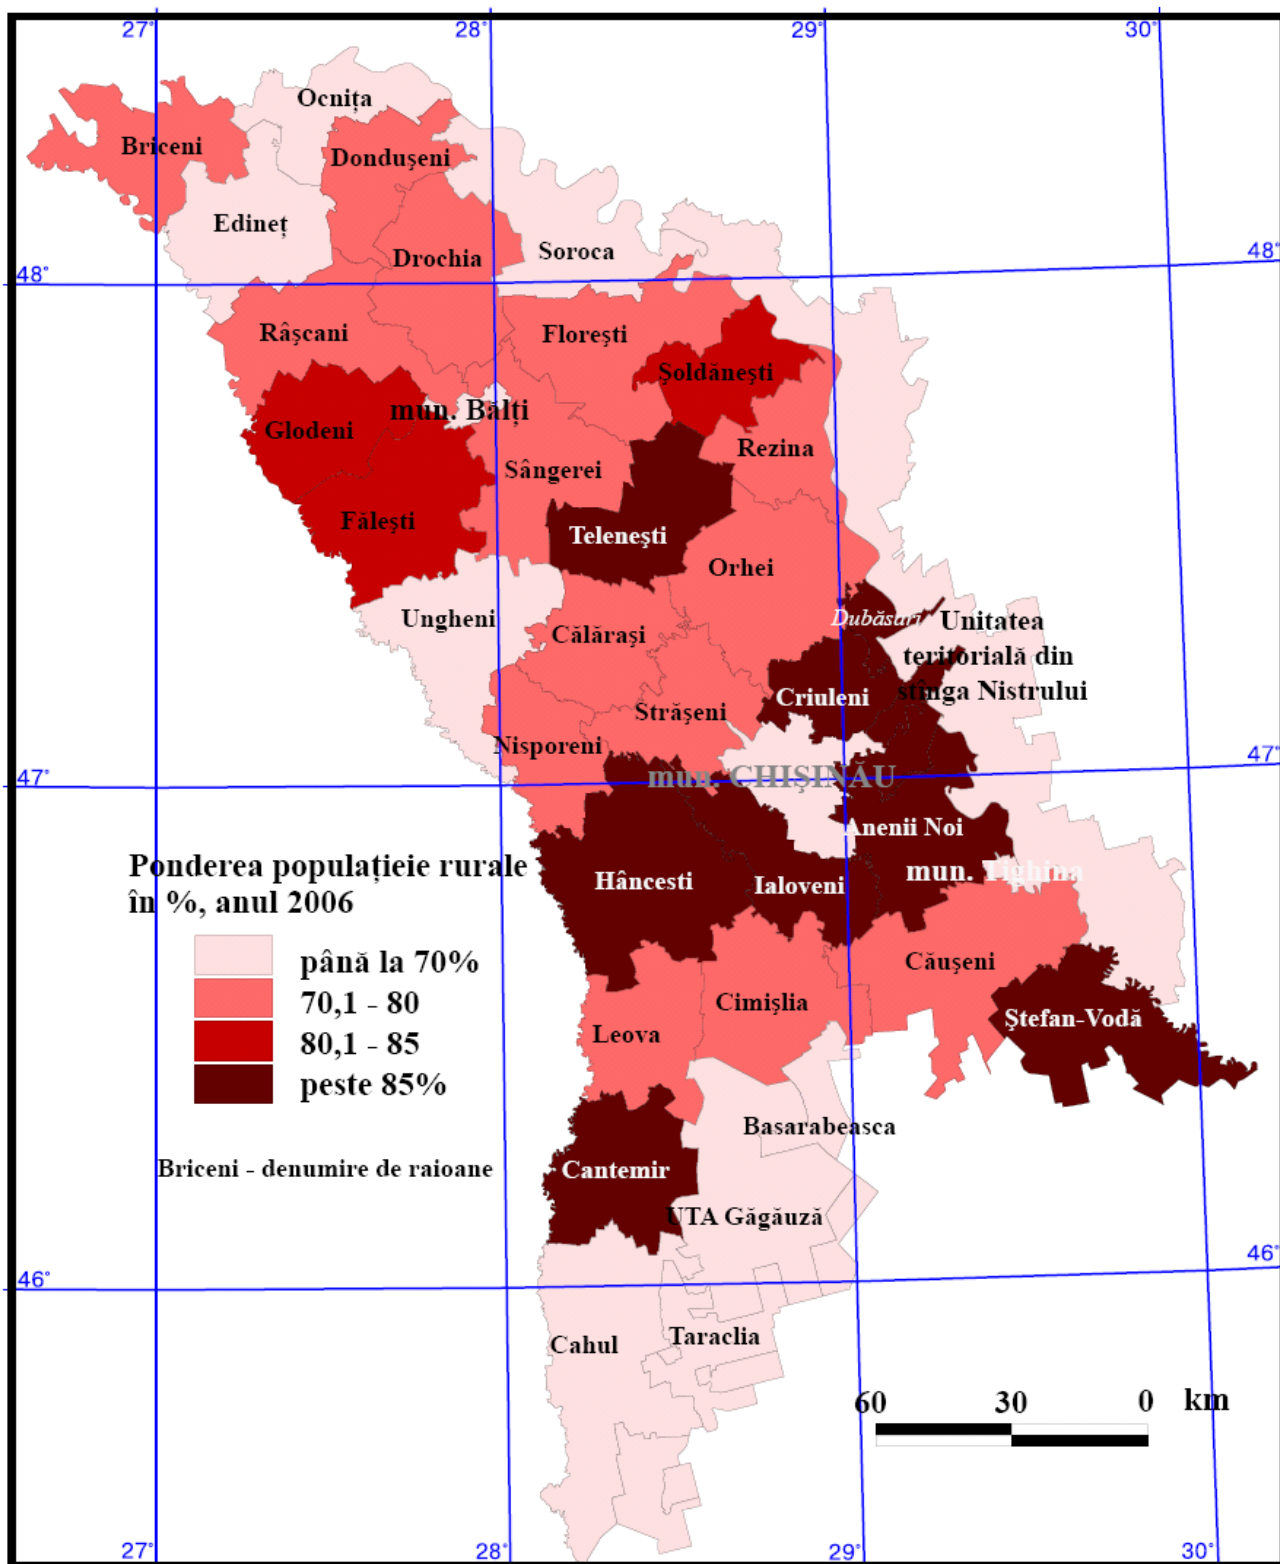 27°
28°
29°
30°
Ocnița
Briceni
Dondușeni
Edineț
Soroca
48°
48°
Drochia
Râșcani
Florești
Șoldănești
mun. Bălți
Glodeni
Rezina
Sângerei
Fălești
Telenești
Orhei
Ungheni
Dubăsari
Unitatea
Călărași
teritorială din
stînga Nistrului
Criuleni
Strășeni
Nisporeni
47°
47°
mun. CHIȘINĂU
Anenii Noi
Ponderea populațieie rurale
mun. Tighina
Hâncesti
Ialoveni
în %, anul 2006
până la 70%
Căușeni
70,1 - 80
Cimișlia
Ștefan-Vodă
Leova
80,1 - 85
peste 85%
Basarabeasca
Briceni - denumire de raioane
Cantemir
UTA Găgăuză
46°
46°
Cahul
Taraclia
60 30 0 km
27°
28°
29°
30°